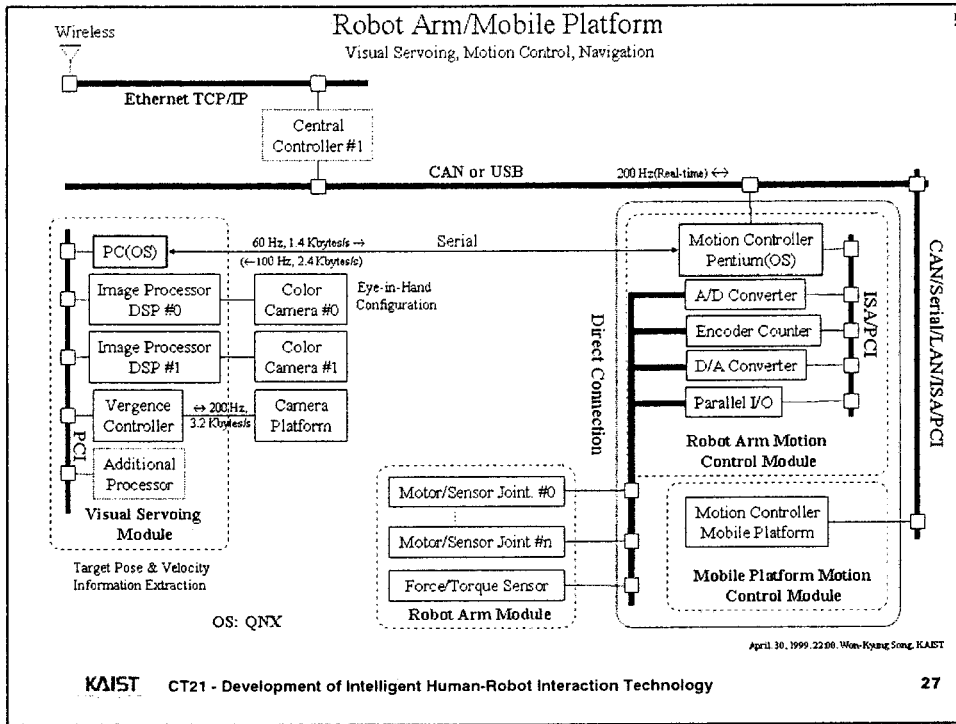 Robot Arm/Mobile Platform
Visual Servoing, Motion Control, Navigation
Wireless
Ethernet TCP/IP
Central
Controller #1
CAN or USB
200 Hz(Real-time) ↔
PC(OS)
60 Hz, 1.4 Kbytes/s →
Serial
(←100 Hz, 2.4 Kbytes/s)
Image Processor
DSP #0
Color
Camera #0
Eye-in-Hand
Configuration
Image Processor
DSP #1
Color
Camera #1
Vergence
Controller
↔ 200 Hz,
3.2 Kbytes/s
Camera
Platform
PCI
Additional
Processor
Visual Servoing
Module
Target Pose & Velocity
Information Extraction
OS: QNX
Motion Controller
Pentium(OS)
A/D Converter
Encoder Counter
D/A Converter
Parallel I/O
ISA/PCI
Direct Connection
Robot Arm Motion
Control Module
CAN/Serial/LAN/ISA/PCI
Motor/Sensor Joint #0
Motor/Sensor Joint #n
Force/Torque Sensor
Robot Arm Module
Motion Controller
Mobile Platform
Mobile Platform Motion
Control Module
April 30, 1999, 22:00, Won-Kyung Song, KAIST
KAIST CT21 - Development of Intelligent Human-Robot Interaction Technology 27